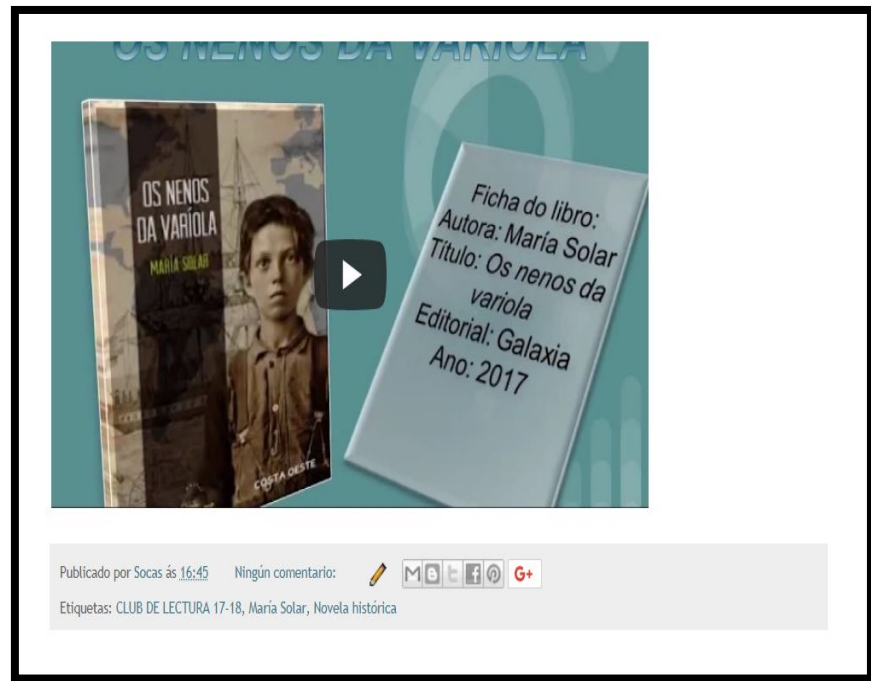 OS NENOS DA VARIOLA
OS NENOS
DA VARÍOLA
MARÍA SOLAR
COSTA OESTE
Ficha do libro:
Autora: María Solar
Título: Os nenos da
variola
Editorial: Galaxia
Ano: 2017
Publicado por Socas ás 16:45 Ningún comentario: M B t f G+
Etiquetas: CLUB DE LECTURA 17-18, María Solar, Novela histórica